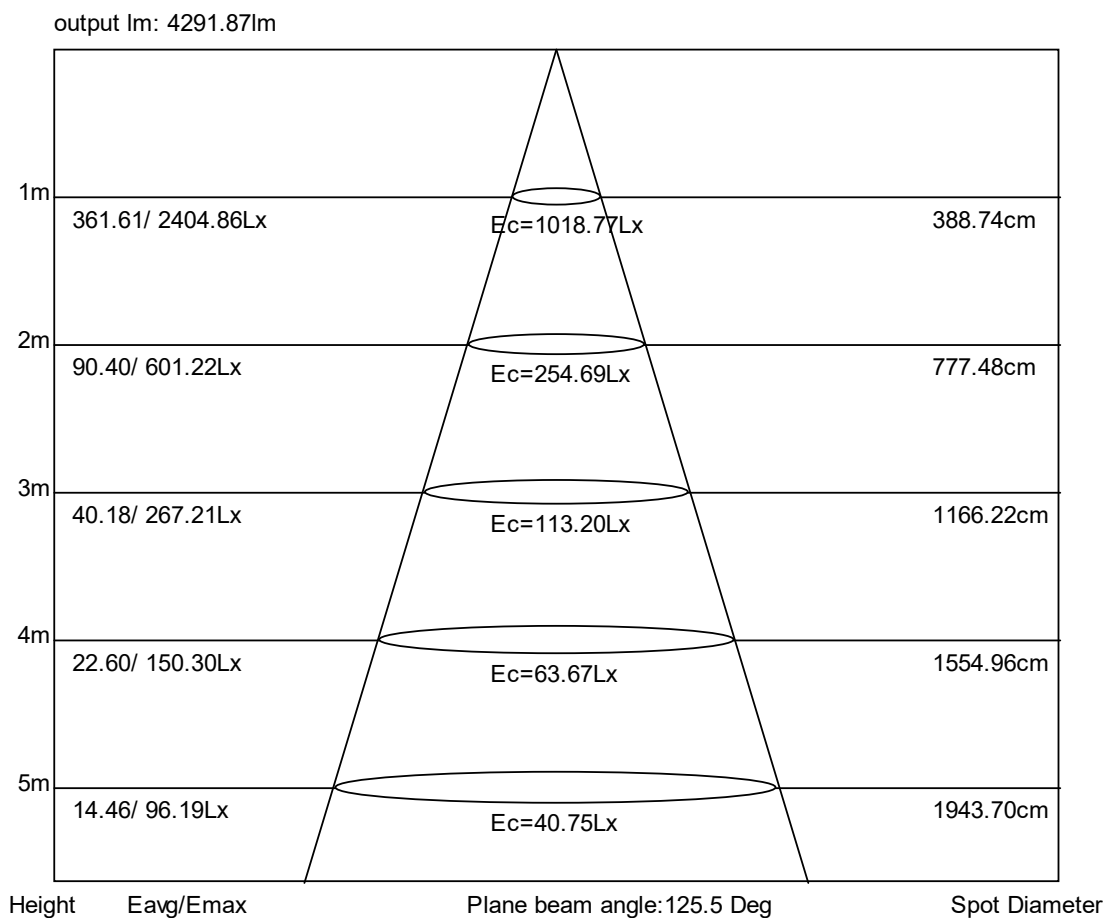 output lm: 4291.87lm
1m
361.61/ 2404.86Lx
Ec=1018.77Lx
388.74cm
2m
90.40/ 601.22Lx
Ec=254.69Lx
777.48cm
3m
40.18/ 267.21Lx
Ec=113.20Lx
1166.22cm
4m
22.60/ 150.30Lx
Ec=63.67Lx
1554.96cm
5m
14.46/ 96.19Lx
Ec=40.75Lx
1943.70cm
Height Eavg/Emax Plane beam angle:125.5 Deg Spot Diameter